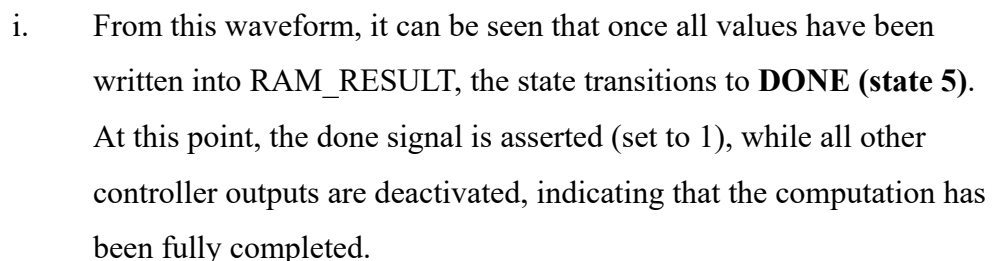 i. From this waveform, it can be seen that once all values have been
written into RAM_RESULT, the state transitions to DONE (state 5).
At this point, the done signal is asserted (set to 1), while all other
controller outputs are deactivated, indicating that the computation has
been fully completed.